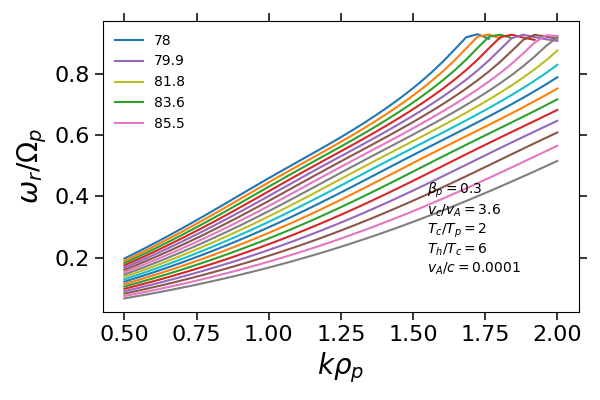 78
79.9
81.8
83.6
85.5
0.8
0.6
0.4
0.2
ω_r/Ω_p
β_p = 0.3
v_c/v_A = 3.6
T_c/T_p = 2
T_h/T_c = 6
v_A/c = 0.0001
0.50 0.75 1.00 1.25 1.50 1.75 2.00
kρ_p